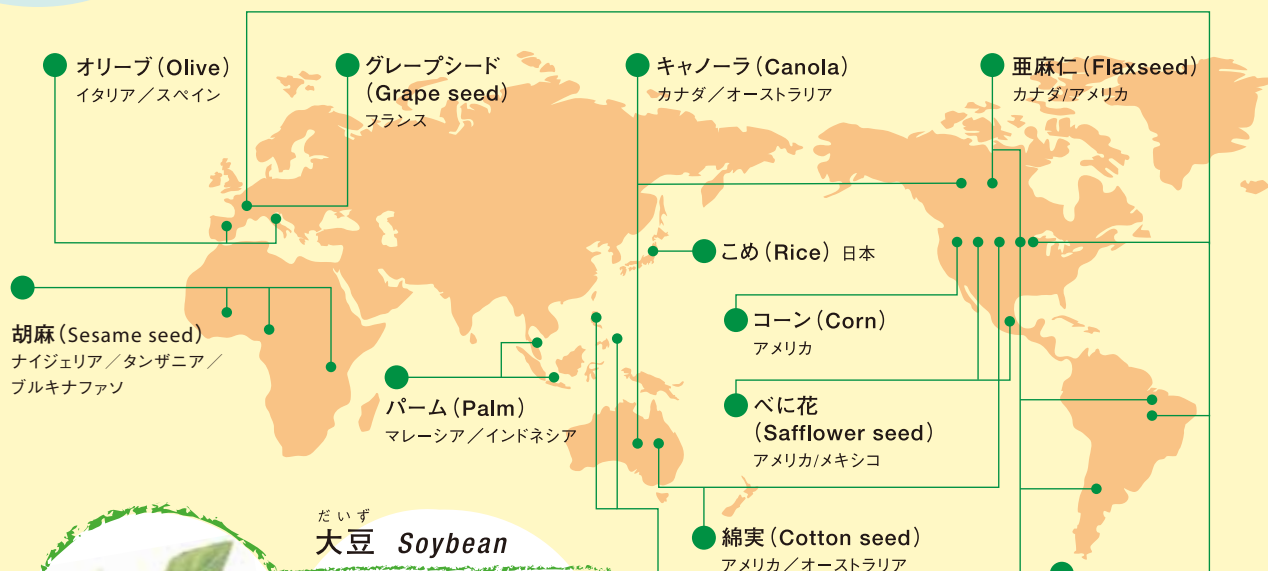 オリーブ（Olive）
イタリア／スペイン
グレープシード
（Grape seed）
フランス
キャノーラ（Canola）
カナダ／オーストラリア
亜麻仁（Flaxseed）
カナダ/アメリカ
こめ（Rice） 日本
胡麻（Sesame seed）
ナイジェリア／タンザニア／
ブルキナファソ
コーン（Corn）
アメリカ
パーム（Palm）
マレーシア／インドネシア
べに花
（Safflower seed）
アメリカ/メキシコ
だいず
大豆 Soybean
綿実（Cotton seed）
アメリカ／オーストラリア